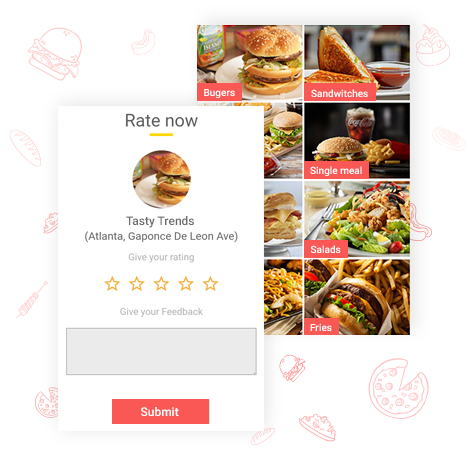 Bugers
Sandwitches
Single meal
Salads
Fries
Rate now
Tasty Trends
(Atlanta, Gaponce De Leon Ave)
Give your rating
Give your Feedback
Submit